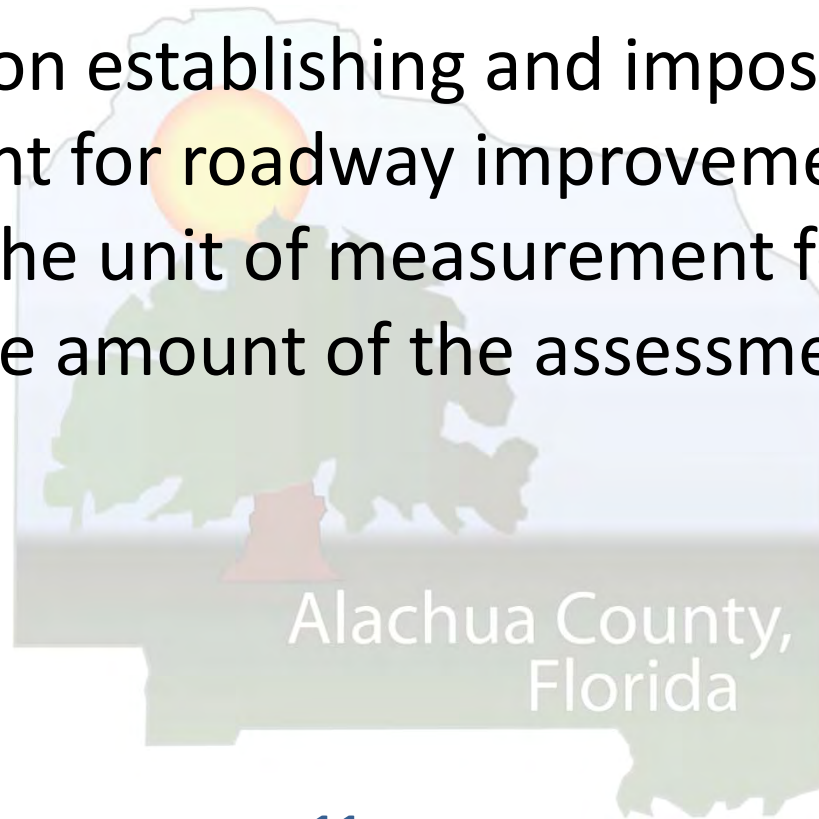 on establishing and impos
nt for roadway improveme
he unit of measurement f
e amount of the assessme
Alachua County,
Florida